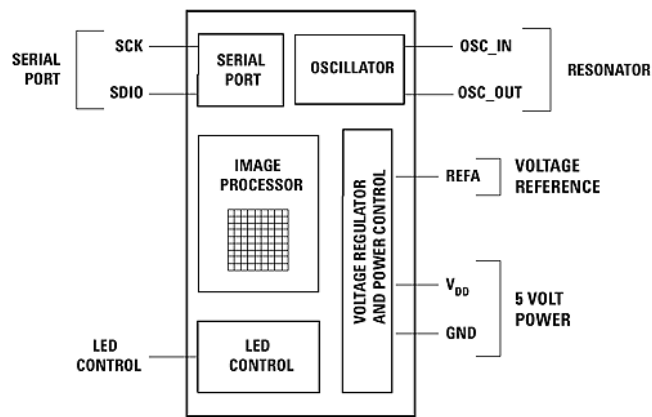 SERIAL
PORT
SCK
SDIO
SERIAL
PORT
OSCILLATOR
OSC_IN
OSC_OUT
RESONATOR
IMAGE
PROCESSOR
VOLTAGE REGULATOR
AND POWER CONTROL
REFA
VOLTAGE
REFERENCE
VDD
GND
5 VOLT
POWER
LED
CONTROL
LED
CONTROL